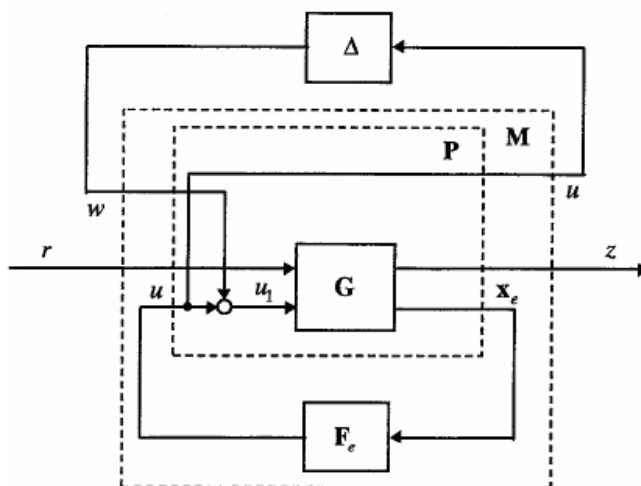 Δ
P M
w u
r z
u u₁ G xₑ
Fₑ